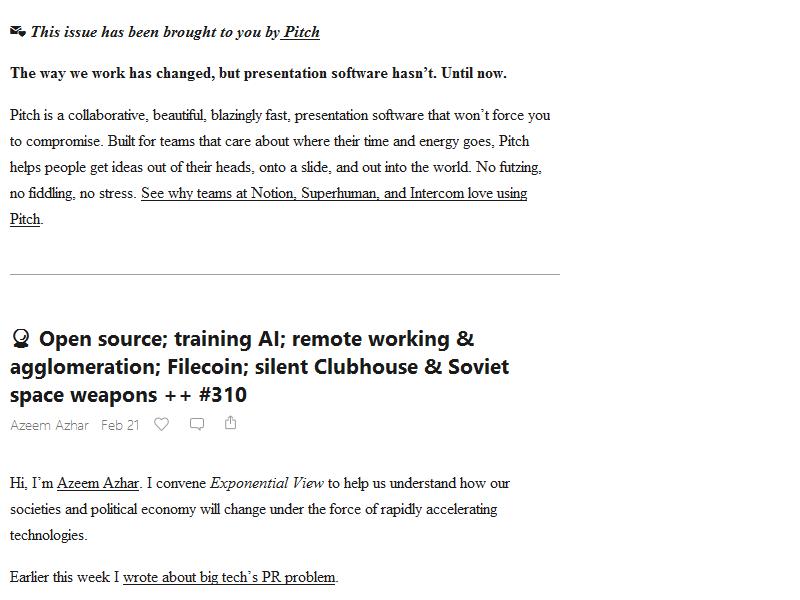 This issue has been brought to you by Pitch
The way we work has changed, but presentation software hasn’t. Until now.
Pitch is a collaborative, beautiful, blazingly fast, presentation software that won’t force you
to compromise. Built for teams that care about where their time and energy goes, Pitch
helps people get ideas out of their heads, onto a slide, and out into the world. No futzing,
no fiddling, no stress. See why teams at Notion, Superhuman, and Intercom love using
Pitch.
Open source; training AI; remote working &
agglomeration; Filecoin; silent Clubhouse & Soviet
space weapons ++ #310
Azeem Azhar Feb 21
Hi, I’m Azeem Azhar. I convene Exponential View to help us understand how our
societies and political economy will change under the force of rapidly accelerating
technologies.
Earlier this week I wrote about big tech’s PR problem.